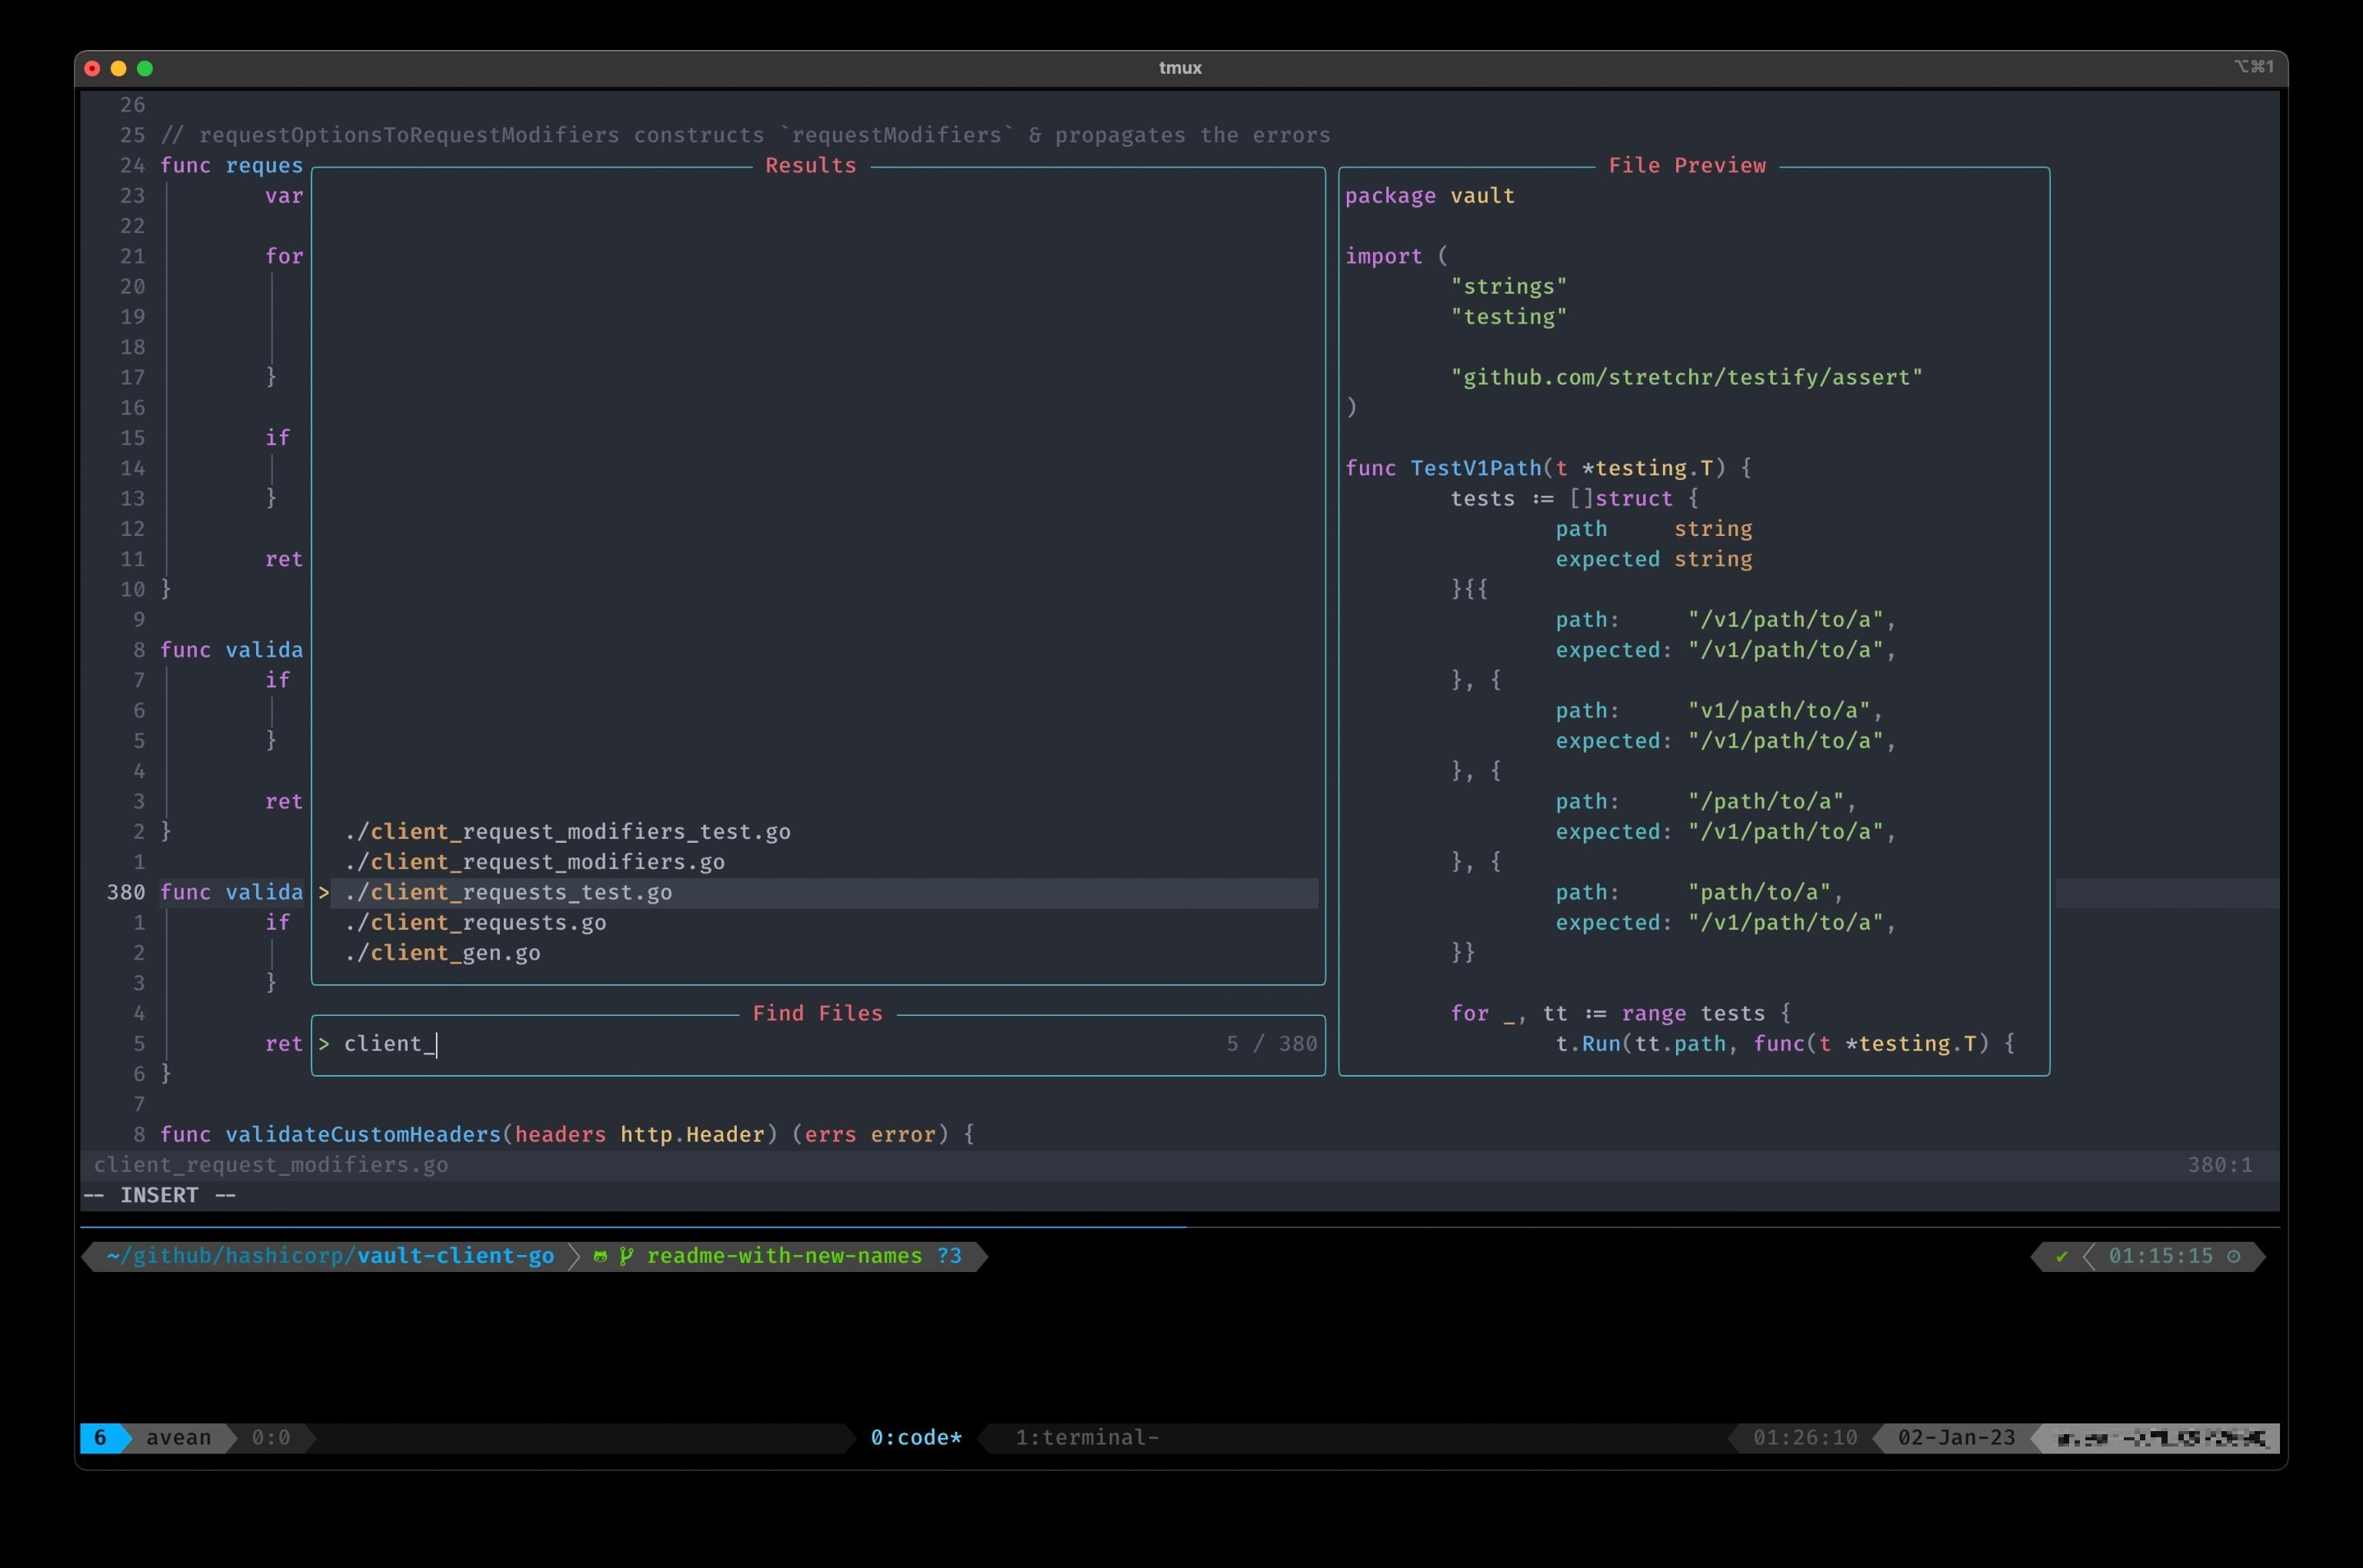 tmux
⌥⌘1
26
25 // requestOptionsToRequestModifiers constructs `requestModifiers` & propagates the errors
24 func reques
23 var
22
21 for
20
19
18
17 }
16
15 if
14
13 }
12
11 ret
10 }
9
8 func valida
7 if
6
5 }
4
3 ret
2 }
1
380 func valida
1 if
2
3 }
4
5 ret
6 }
7
8 func validateCustomHeaders(headers http.Header) (errs error) {
Results
./client_request_modifiers_test.go
./client_request_modifiers.go
> ./client_requests_test.go
./client_requests.go
./client_gen.go
Find Files
> client_ 5 / 380
File Preview
package vault
import (
"strings"
"testing"
"github.com/stretchr/testify/assert"
)
func TestV1Path(t *testing.T) {
tests := []struct {
path string
expected string
}{{
path: "/v1/path/to/a",
expected: "/v1/path/to/a",
}, {
path: "v1/path/to/a",
expected: "/v1/path/to/a",
}, {
path: "/path/to/a",
expected: "/v1/path/to/a",
}, {
path: "path/to/a",
expected: "/v1/path/to/a",
}}
for _, tt := range tests {
t.Run(tt.path, func(t *testing.T) {
client_request_modifiers.go 380:1
-- INSERT --
~/github/hashicorp/vault-client-go readme-with-new-names ?3 ✔ 01:15:15
6 avean 0:0 0:code* 1:terminal- 01:26:10 02-Jan-23